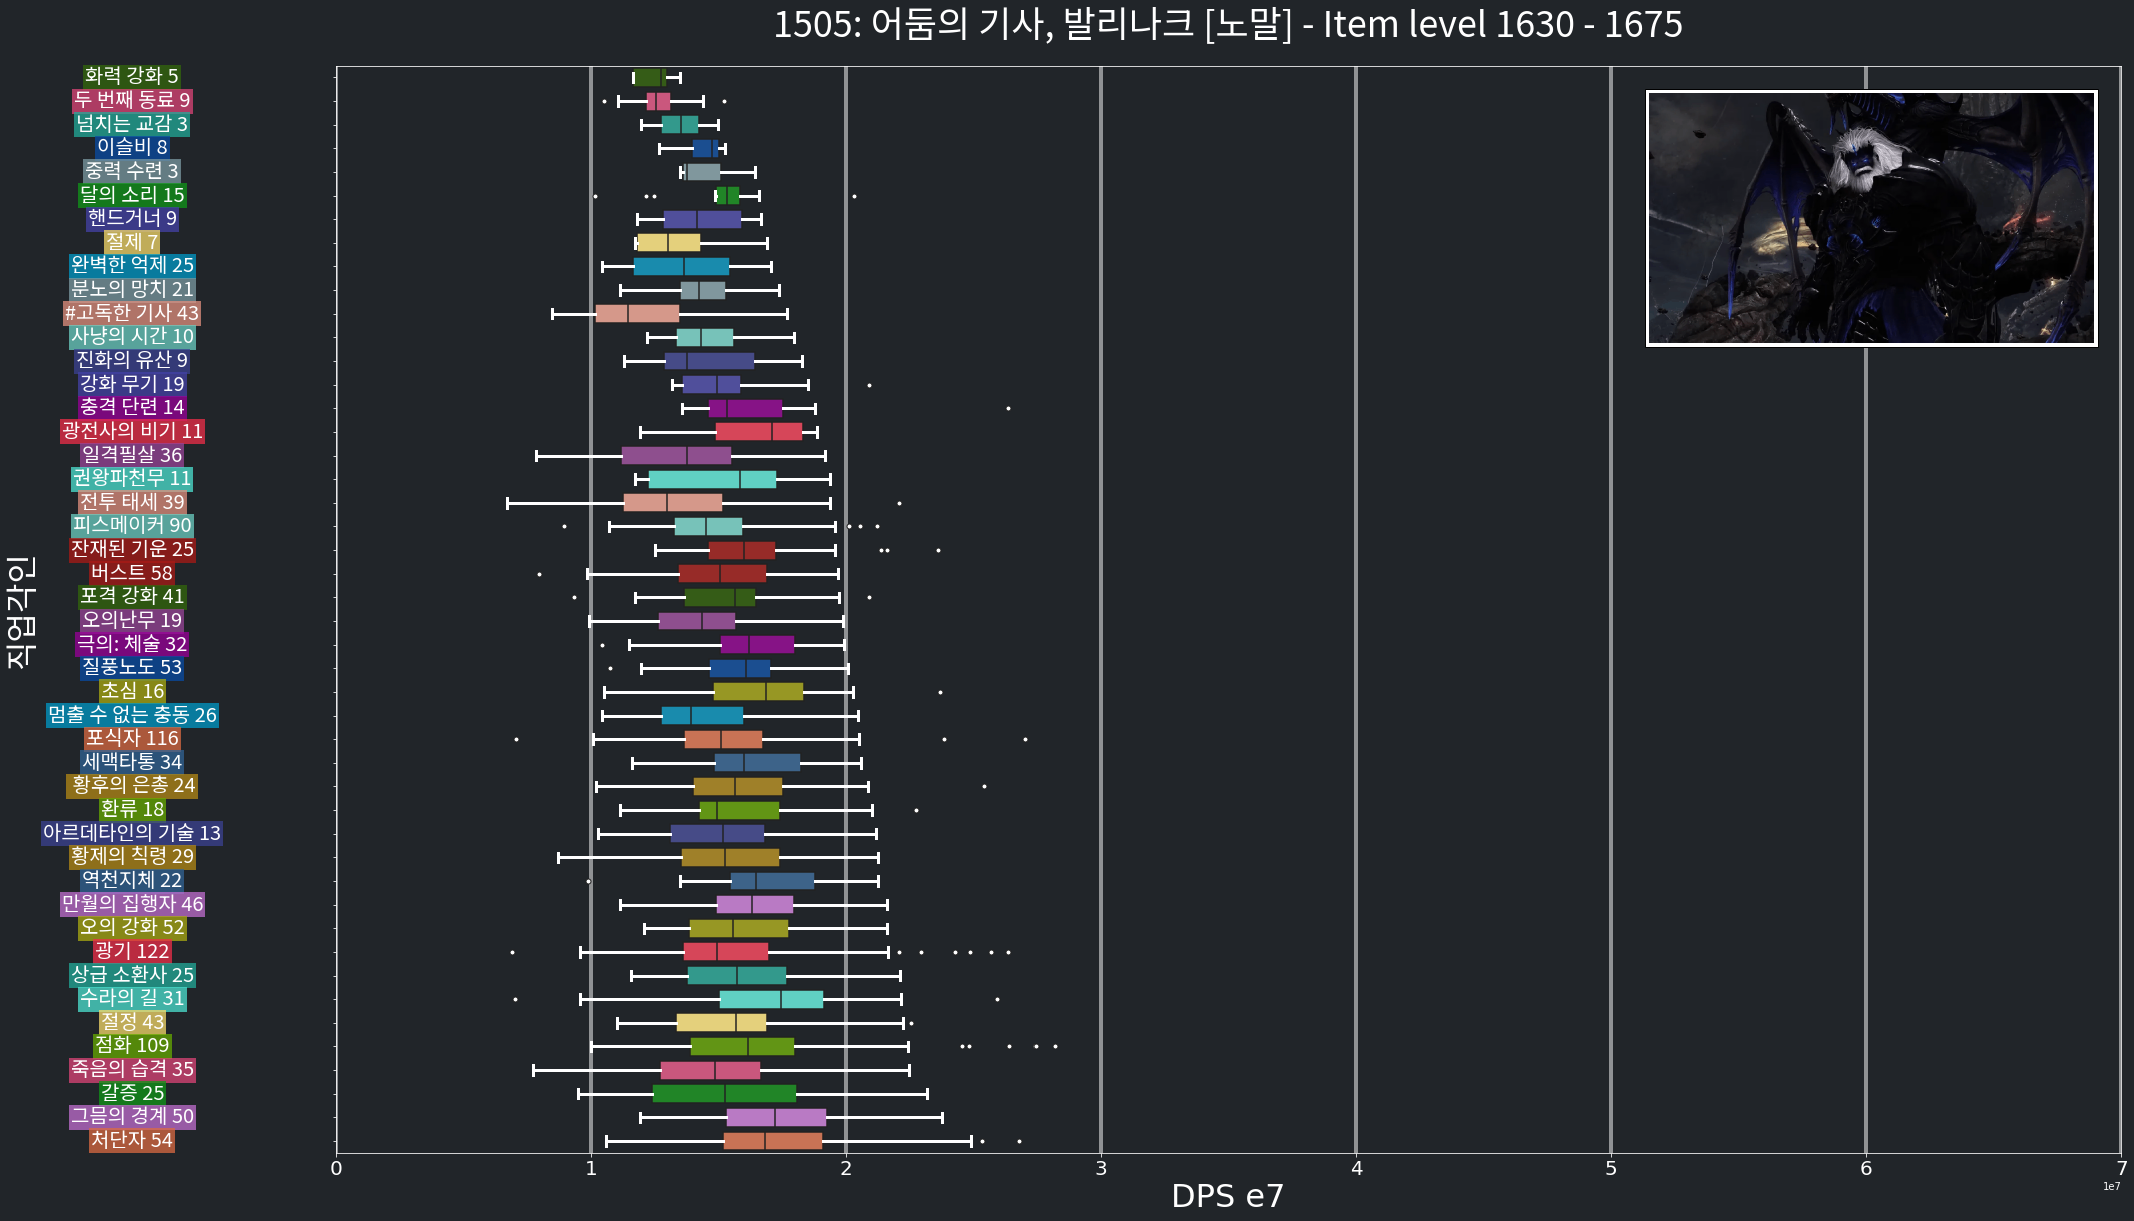 1505: 어둠의 기사, 발리나크 [노말] - Item level 1630 - 1675
직업각인
화력 강화 5
두 번째 동료 9
넘치는 교감 3
이슬비 8
중력 수련 3
달의 소리 15
핸드거너 9
절제 7
완벽한 억제 25
분노의 망치 21
#고독한 기사 43
사냥의 시간 10
진화의 유산 9
강화 무기 19
충격 단련 14
광전사의 비기 11
일격필살 36
권왕파천무 11
전투 태세 39
피스메이커 90
잔재된 기운 25
버스트 58
포격 강화 41
오의난무 19
극의: 체술 32
질풍노도 53
초심 16
멈출 수 없는 충동 26
포식자 116
세맥타통 34
황후의 은총 24
환류 18
아르데타인의 기술 13
황제의 칙령 29
역천지체 22
만월의 집행자 46
오의 강화 52
광기 122
상급 소환사 25
수라의 길 31
절정 43
점화 109
죽음의 습격 35
갈증 25
그믐의 경계 50
처단자 54
0 1 2 3 4 5 6 7
1e7
DPS e7